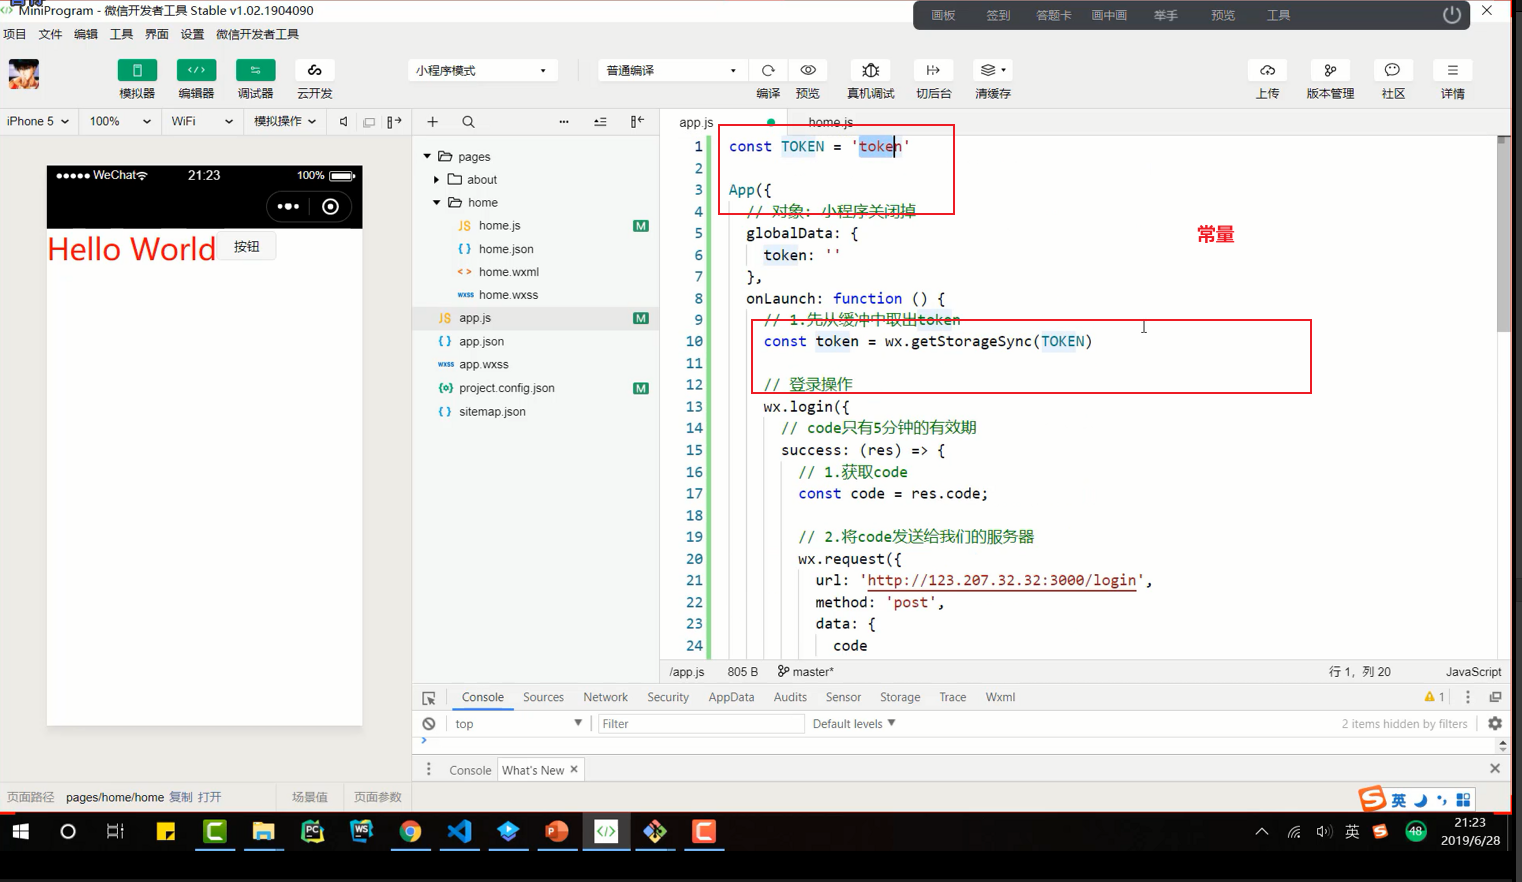 MiniProgram - 微信开发者工具 Stable v1.02.1904090
画板 签到 答题卡 画中画 举手 预览 工具
项目 文件 编辑 工具 界面 设置 微信开发者工具
小程序模式 普通编译
模拟器 编辑器 调试器 云开发 编译 预览 真机调试 切后台 清缓存 上传 版本管理 社区 详情
iPhone 5 100% WiFi 模拟操作
WeChat 21:23 100%
Hello World 按钮
pages
about
home
JS home.js M
{ } home.json
< > home.wxml
wxss home.wxss
JS app.js M
{ } app.json
wxss app.wxss
{o} project.config.json M
{ } sitemap.json
app.js home.js
1 const TOKEN = 'token'
2
3 App({
4 // 对象: 小程序关闭掉
5 globalData: {
6 token: ''
7 },
8 onLaunch: function () {
9 // 1.先从缓冲中取出token
10 const token = wx.getStorageSync(TOKEN)
11
12 // 登录操作
13 wx.login({
14 // code只有5分钟的有效期
15 success: (res) => {
16 // 1.获取code
17 const code = res.code;
18
19 // 2.将code发送给我们的服务器
20 wx.request({
21 url: 'http://123.207.32.32:3000/login',
22 method: 'post',
23 data: {
24 code
常量
/app.js 805 B master* 行 1，列 20 JavaScript
Console Sources Network Security AppData Audits Sensor Storage Trace Wxml 1
top Filter Default levels 2 items hidden by filters
Console What's New
页面路径 pages/home/home 复制 打开 场景值 页面参数
英
英 48 21:23
2019/6/28